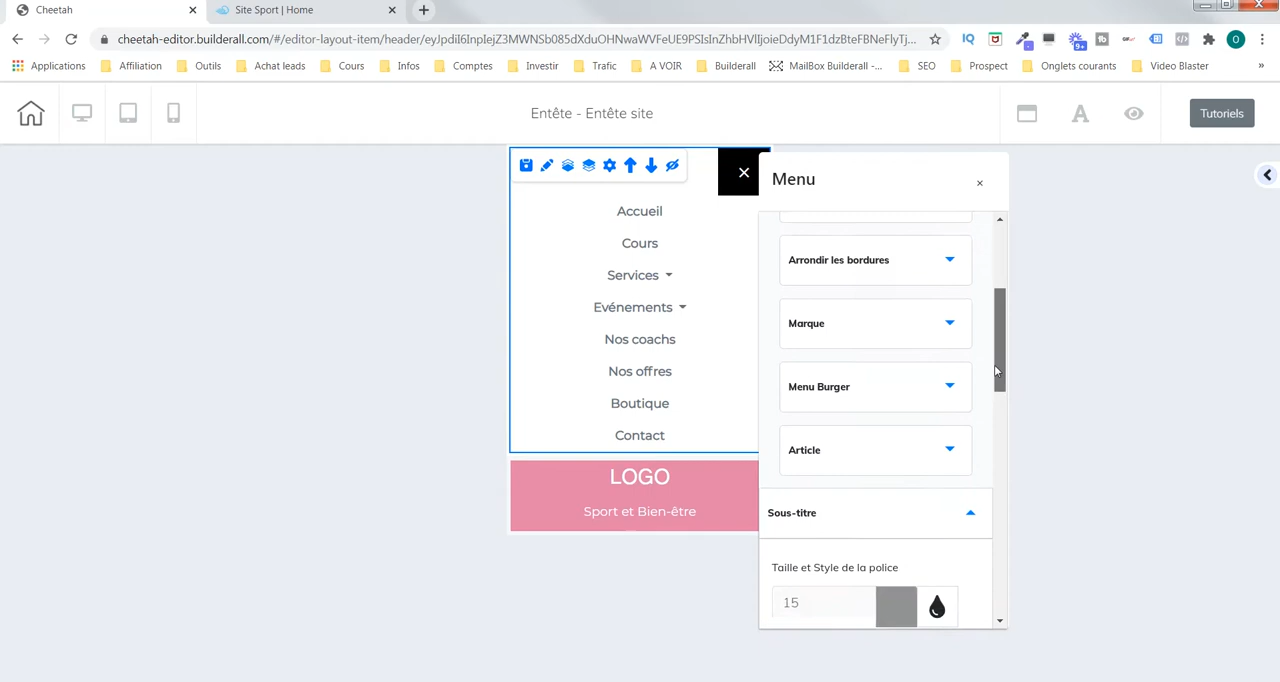 Cheetah
Site Sport | Home
cheetah-editor.builderall.com/#/editor-layout-item/header/eyJpdiI6InpIejZ3MWNSb085dXduOHNwaWVFeUE9PSIsInZhbHVlIjoieDdyM1F1dzBteFBNeFlyTj...
IQ
9+
O
Applications
Affiliation
Outils
Achat leads
Cours
Infos
Comptes
Investir
Trafic
A VOIR
Builderall
MailBox Builderall -...
SEO
Prospect
Onglets courants
Video Blaster
»
Entête - Entête site
Tutoriels
Menu
Accueil
Cours
Services
Evénements
Nos coachs
Nos offres
Boutique
Contact
LOGO
Sport et Bien-être
Arrondir les bordures
Marque
Menu Burger
Article
Sous-titre
Taille et Style de la police
15